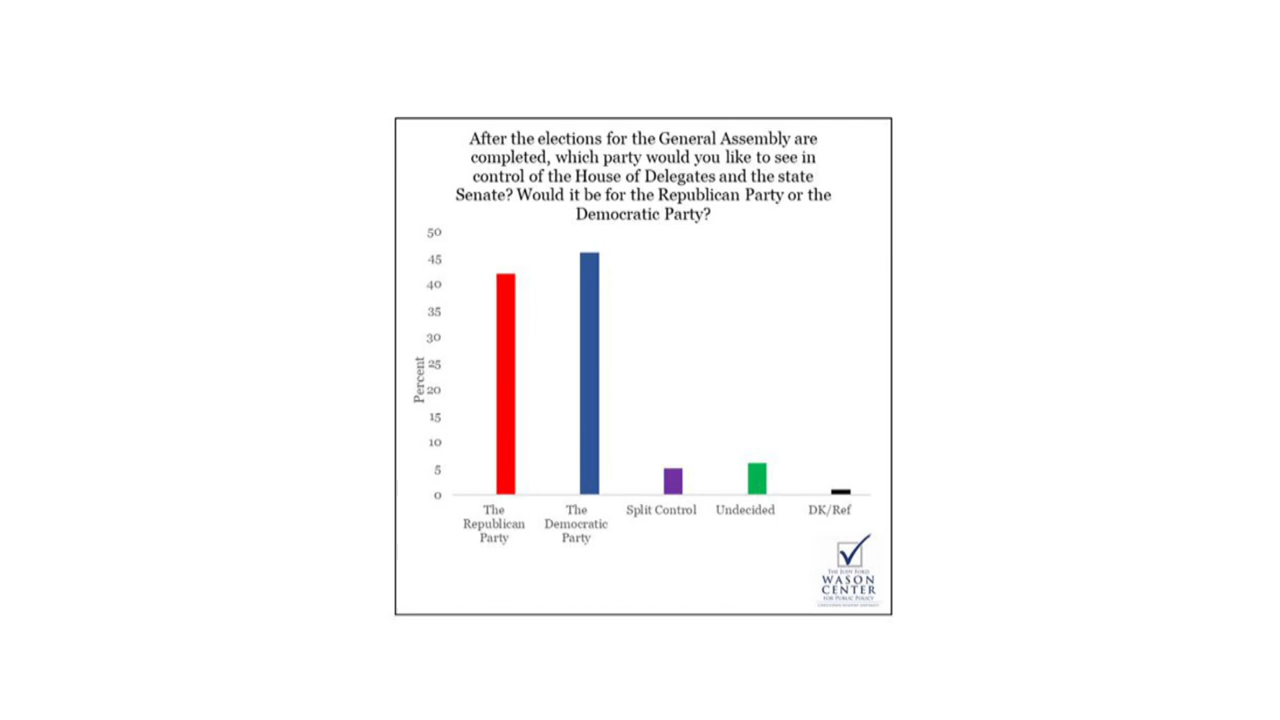 After the elections for the General Assembly are
completed, which party would you like to see in
control of the House of Delegates and the state
Senate? Would it be for the Republican Party or the
Democratic Party?
50
45
40
35
30
25
20
15
10
5
0
Percent
The
Republican
Party
The
Democratic
Party
Split Control
Undecided
DK/Ref
THE JUDY FORD
WASON
CENTER
FOR PUBLIC POLICY